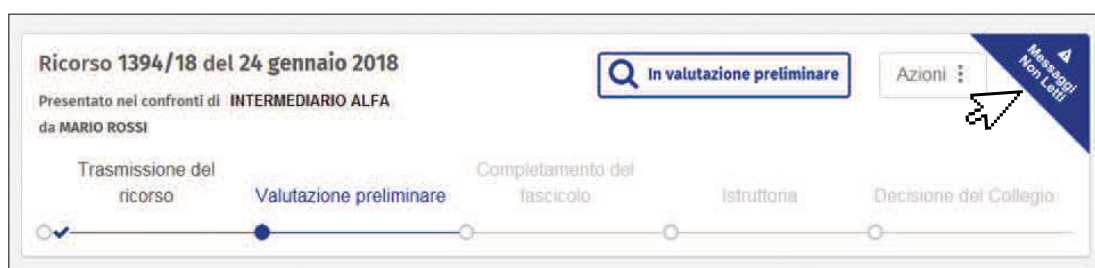 Ricorso 1394/18 del 24 gennaio 2018
In valutazione preliminare
Azioni
Messaggi
Non Letti
Presentato nei confronti di INTERMEDIARIO ALFA
da MARIO ROSSI
Trasmissione del
ricorso
Valutazione preliminare
Completamento del
fascicolo
Istruttoria
Decisione del Collegio